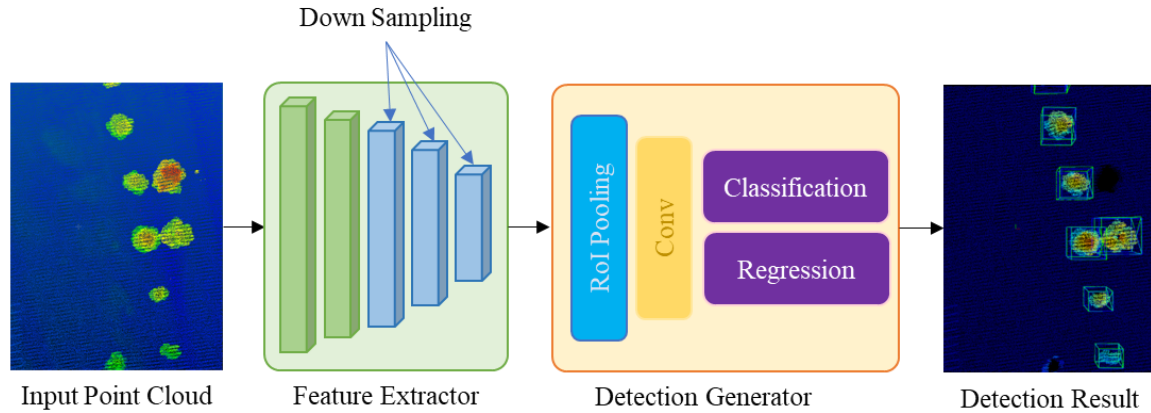 Down Sampling
RoI Pooling
Conv
Classification
Regression
Input Point Cloud
Feature Extractor
Detection Generator
Detection Result